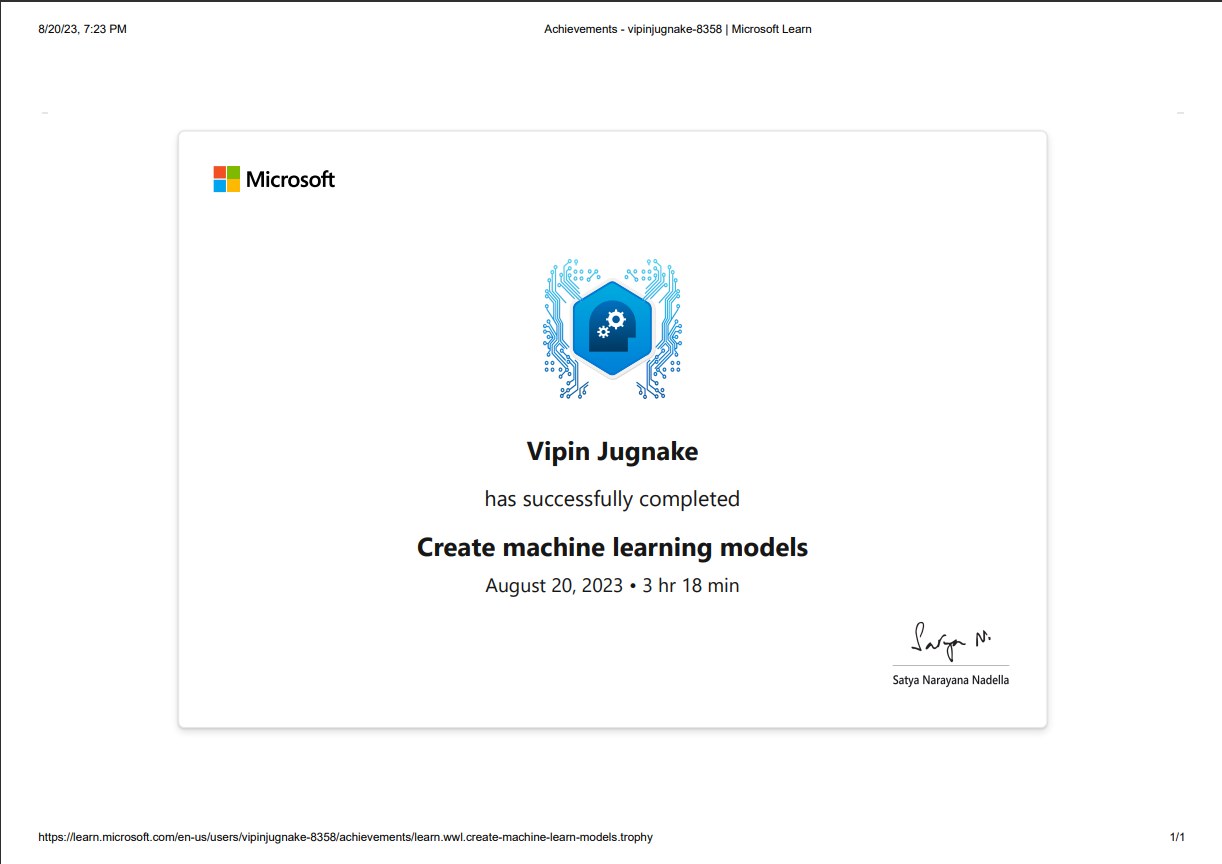 8/20/23, 7:23 PM
Achievements - vipinjugnake-8358 | Microsoft Learn
Microsoft
Vipin Jugnake
has successfully completed
Create machine learning models
August 20, 2023 • 3 hr 18 min
Satya N.
Satya Narayana Nadella
https://learn.microsoft.com/en-us/users/vipinjugnake-8358/achievements/learn.wwl.create-machine-learn-models.trophy
1/1